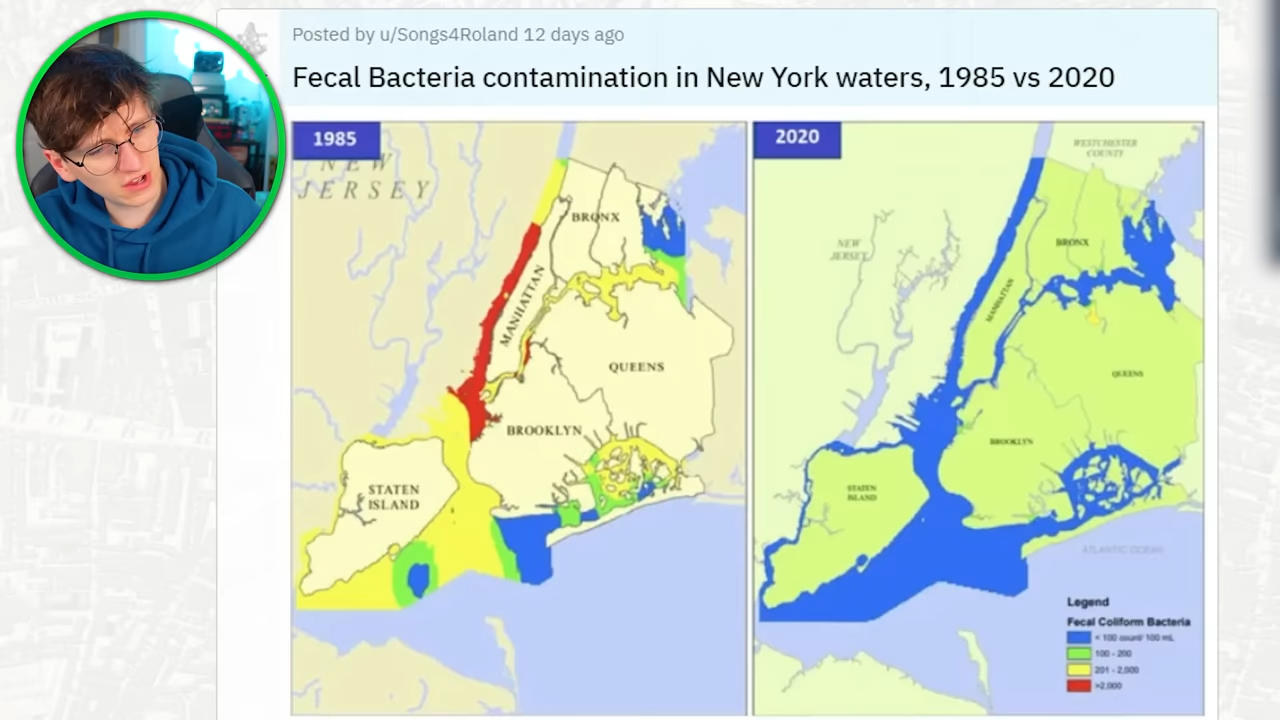 Posted by u/Songs4Roland 12 days ago
Fecal Bacteria contamination in New York waters, 1985 vs 2020
1985
NEW
JERSEY
BRONX
MANHATTAN
QUEENS
BROOKLYN
STATEN
ISLAND
2020
WESTCHESTER
COUNTY
NEW
JERSEY
BRONX
MANHATTAN
QUEENS
BROOKLYN
STATEN
ISLAND
ATLANTIC OCEAN
Legend
Fecal Coliform Bacteria
< 100 count/ 100 mL
100 - 200
201 - 2,000
>2,000